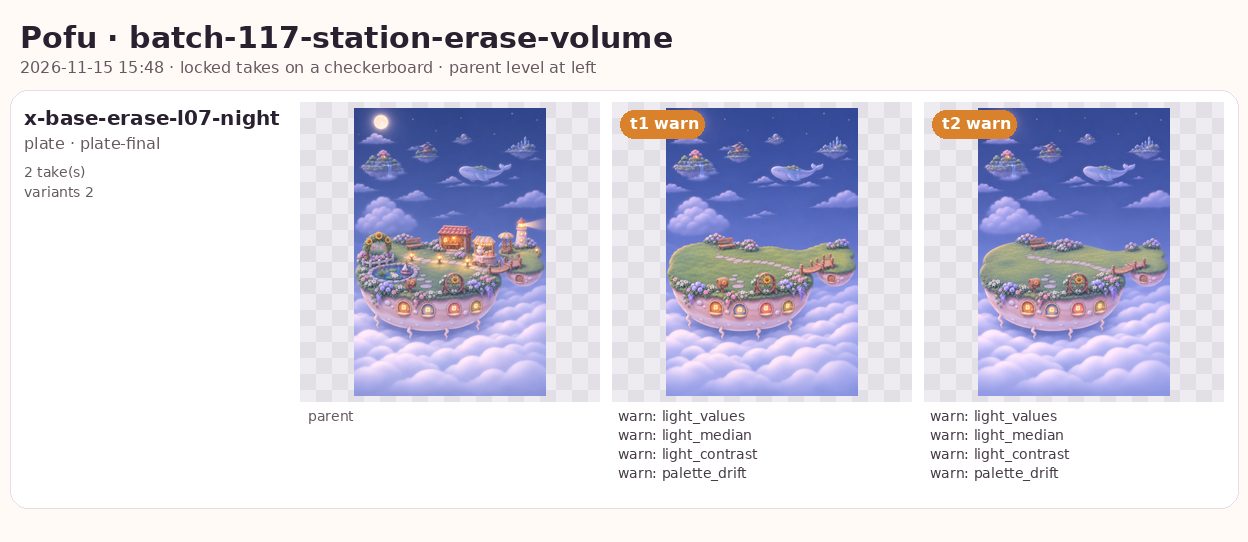 Pofu · batch-117-station-erase-volume
2026-11-15 15:48 · locked takes on a checkerboard · parent level at left
x-base-erase-l07-night
plate · plate-final
2 take(s)
variants 2
parent
t1 warn
warn: light_values
warn: light_median
warn: light_contrast
warn: palette_drift
t2 warn
warn: light_values
warn: light_median
warn: light_contrast
warn: palette_drift